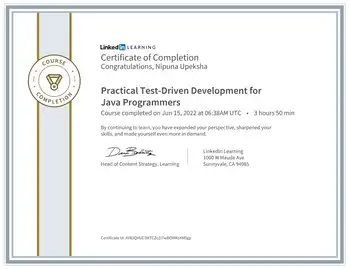 LinkedIn LEARNING
Certificate of Completion
Congratulations, Nipuna Upeksha
COURSE
COMPLETION
Practical Test-Driven Development for
Java Programmers
Course completed on Jun 15, 2022 at 06:38AM UTC • 3 hours 50 min
By continuing to learn, you have expanded your perspective, sharpened your
skills, and made yourself even more in demand.
Head of Content Strategy, Learning
LinkedIn Learning
1000 W Maude Ave
Sunnyvale, CA 94085
Certificate Id: